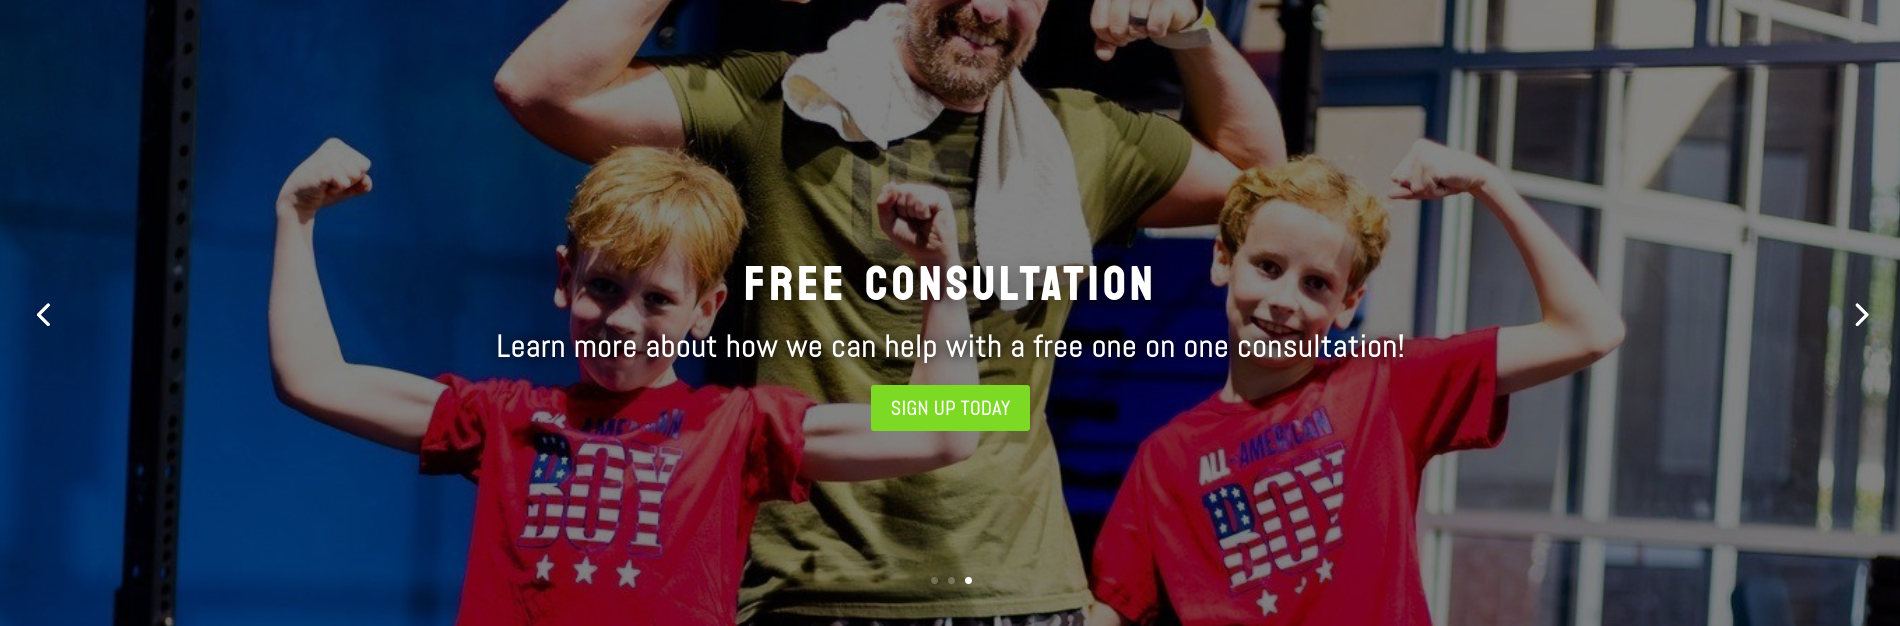 FREE CONSULTATION
Learn more about how we can help with a free one on one consultation!
SIGN UP TODAY
ALL AMERICAN
BOY
ALL AMERICAN
BOY